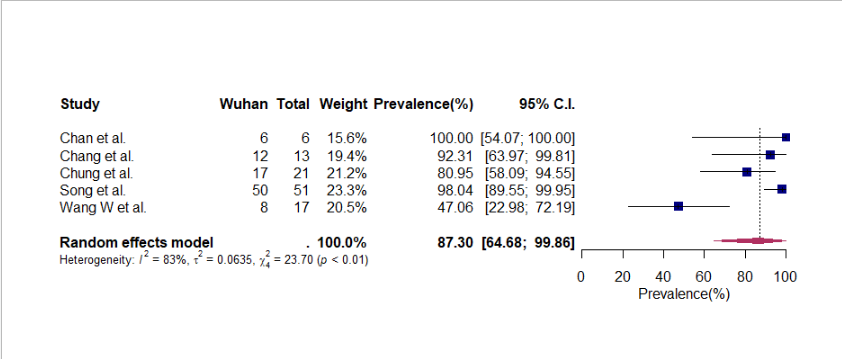 Study Wuhan Total Weight Prevalence(%) 95% C.I.
Chan et al. 6 6 15.6% 100.00 [54.07; 100.00]
Chang et al. 12 13 19.4% 92.31 [63.97; 99.81]
Chung et al. 17 21 21.2% 80.95 [58.09; 94.55]
Song et al. 50 51 23.3% 98.04 [89.55; 99.95]
Wang W et al. 8 17 20.5% 47.06 [22.98; 72.19]
Random effects model . 100.0% 87.30 [64.68; 99.86]
Heterogeneity: I² = 83%, τ² = 0.0635, χ²₄ = 23.70 (p < 0.01)
0 20 40 60 80 100
Prevalence(%)